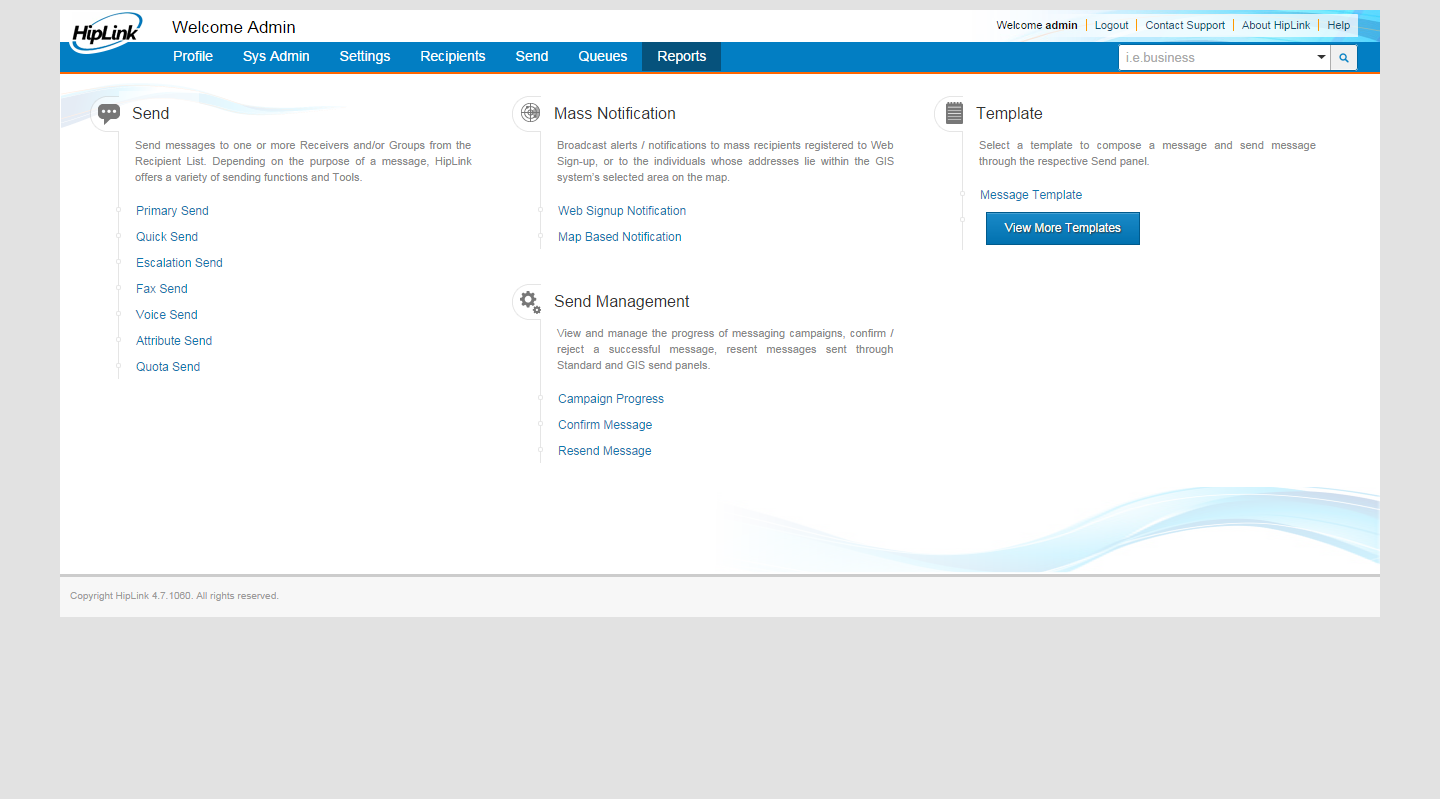 HipLink
Welcome Admin
Welcome admin Logout Contact Support About HipLink Help
Profile Sys Admin Settings Recipients Send Queues Reports
i.e.business
Send
Send messages to one or more Receivers and/or Groups from the
Recipient List. Depending on the purpose of a message, HipLink
offers a variety of sending functions and Tools.
Primary Send
Quick Send
Escalation Send
Fax Send
Voice Send
Attribute Send
Quota Send
Mass Notification
Broadcast alerts / notifications to mass recipients registered to Web
Sign-up, or to the individuals whose addresses lie within the GIS
system's selected area on the map.
Web Signup Notification
Map Based Notification
Send Management
View and manage the progress of messaging campaigns, confirm /
reject a successful message, resent messages sent through
Standard and GIS send panels.
Campaign Progress
Confirm Message
Resend Message
Template
Select a template to compose a message and send message
through the respective Send panel.
Message Template
View More Templates
Copyright HipLink 4.7.1060. All rights reserved.